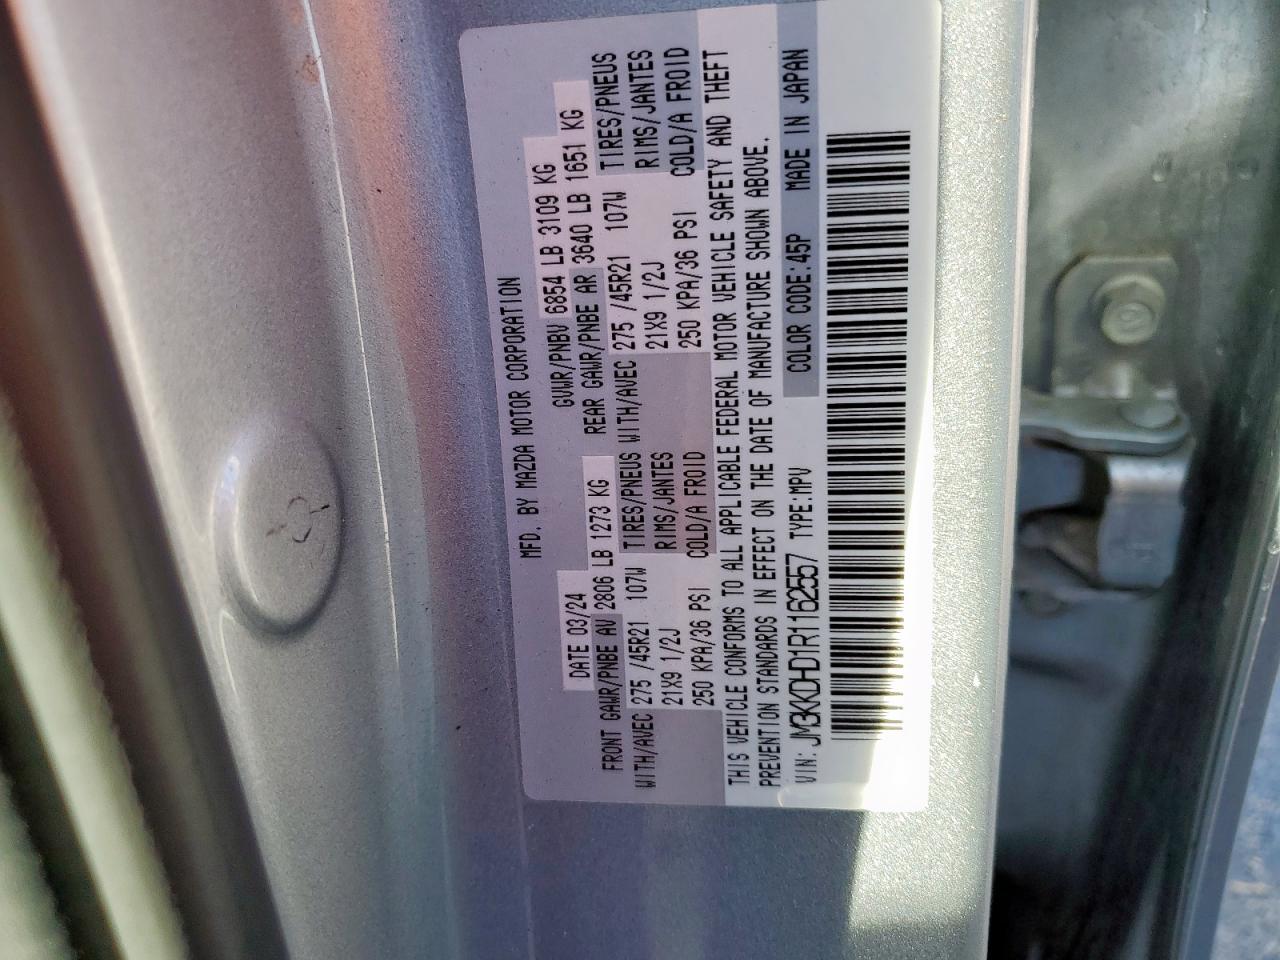 MFD. BY MAZDA MOTOR CORPORATION
DATE 03/24 GVWR/PNBV 6854 LB 3109 KG
FRONT GAWR/PNBE AV 2806 LB 1273 KG REAR GAWR/PNBE AR 3640 LB 1651 KG
WITH/AVEC 275 /45R21 107W TIRES/PNEUS WITH/AVEC 275 /45R21 107W TIRES/PNEUS
21X9 1/2J RIMS/JANTES 21X9 1/2J RIMS/JANTES
250 KPA/36 PSI COLD/A FROID 250 KPA/36 PSI COLD/A FROID
THIS VEHICLE CONFORMS TO ALL APPLICABLE FEDERAL MOTOR VEHICLE SAFETY AND THEFT
PREVENTION STANDARDS IN EFFECT ON THE DATE OF MANUFACTURE SHOWN ABOVE.
VIN: JM3KKDHD1R1162557 TYPE:MPV COLOR CODE:45P MADE IN JAPAN